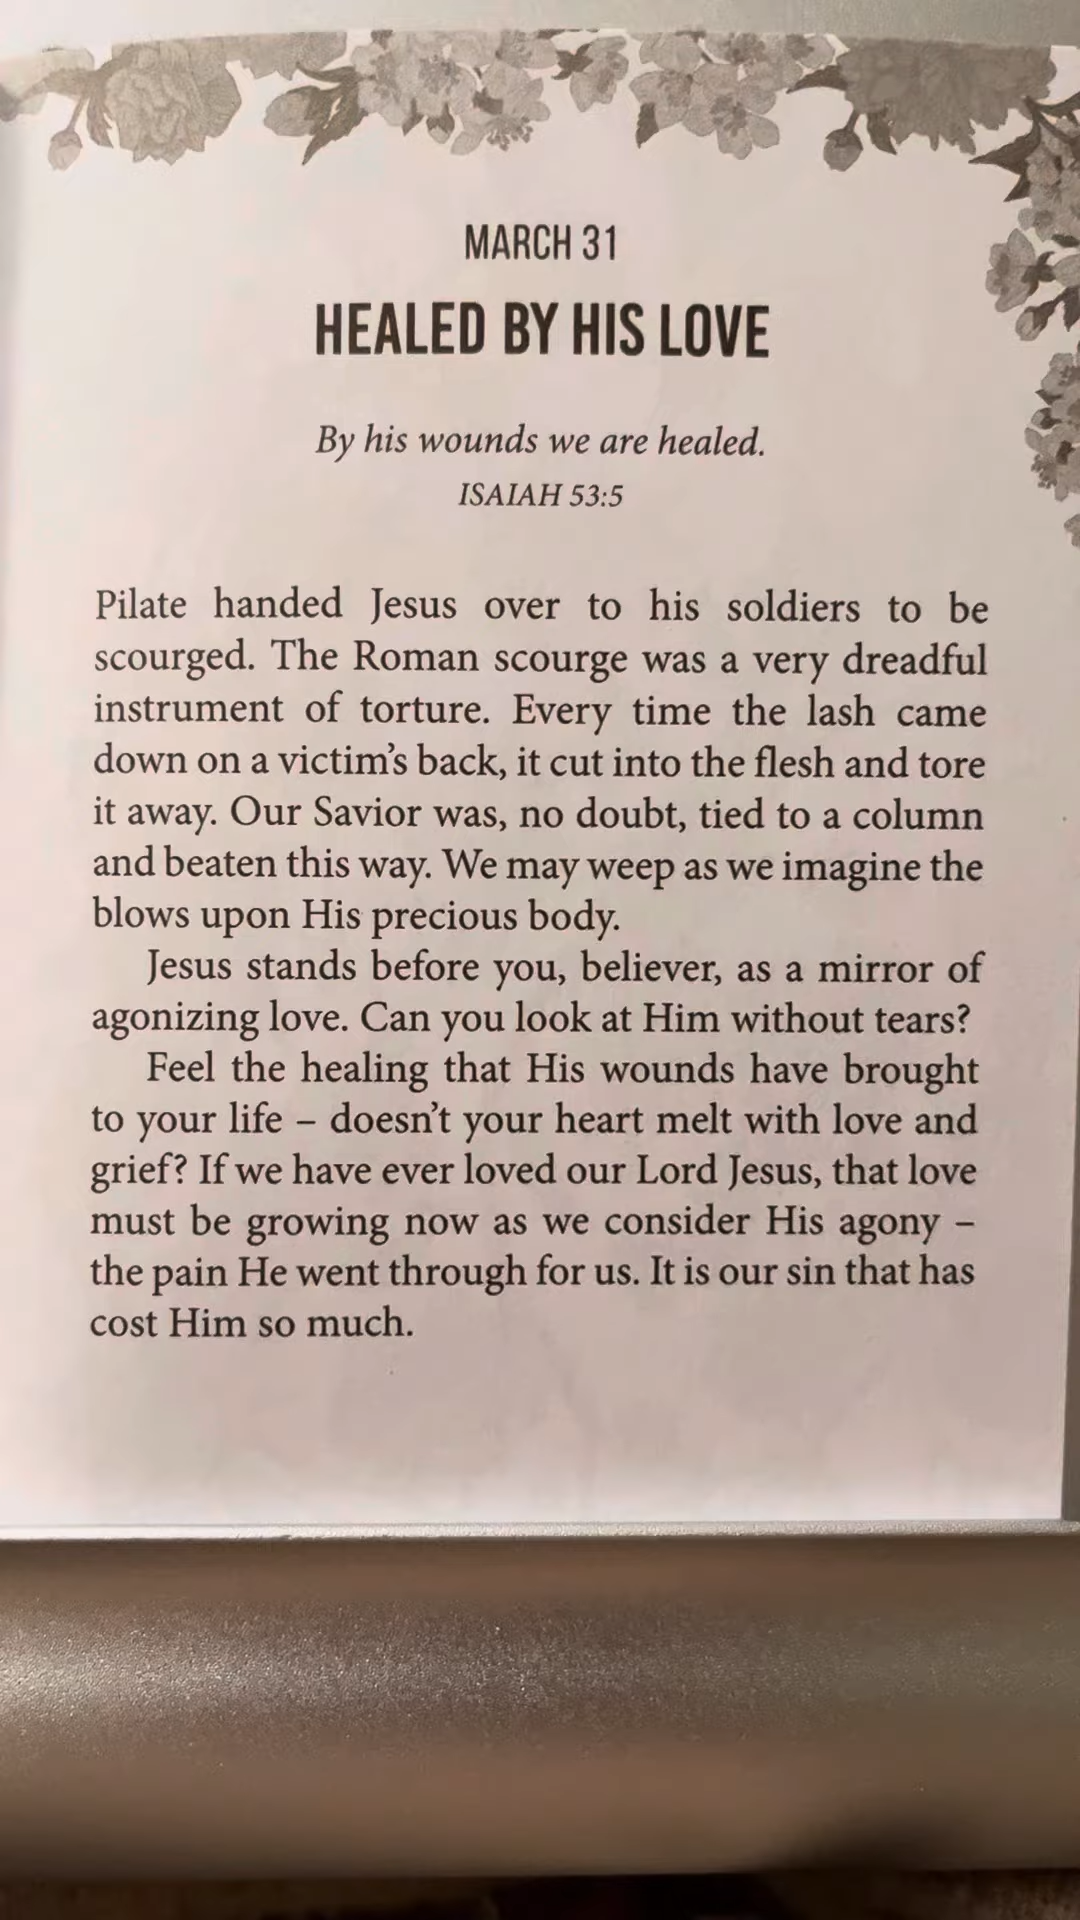 MARCH 31
HEALED BY HIS LOVE
By his wounds we are healed.
ISAIAH 53:5
Pilate handed Jesus over to his soldiers to be
scourged. The Roman scourge was a very dreadful
instrument of torture. Every time the lash came
down on a victim’s back, it cut into the flesh and tore
it away. Our Savior was, no doubt, tied to a column
and beaten this way. We may weep as we imagine the
blows upon His precious body.
Jesus stands before you, believer, as a mirror of
agonizing love. Can you look at Him without tears?
Feel the healing that His wounds have brought
to your life – doesn’t your heart melt with love and
grief? If we have ever loved our Lord Jesus, that love
must be growing now as we consider His agony –
the pain He went through for us. It is our sin that has
cost Him so much.